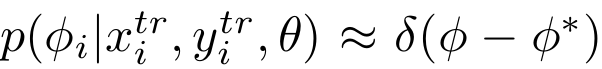 p(ϕ_i|x_i^{tr}, y_i^{tr}, θ) ≈ δ(ϕ − ϕ*)